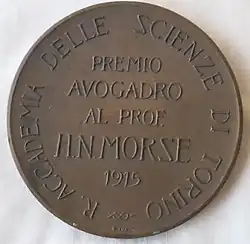 R. ACCADEMIA DELLE SCIENZE DI TORINO
PREMIO
AVOGADRO
AL PROF.
H.N. MORSE
1915